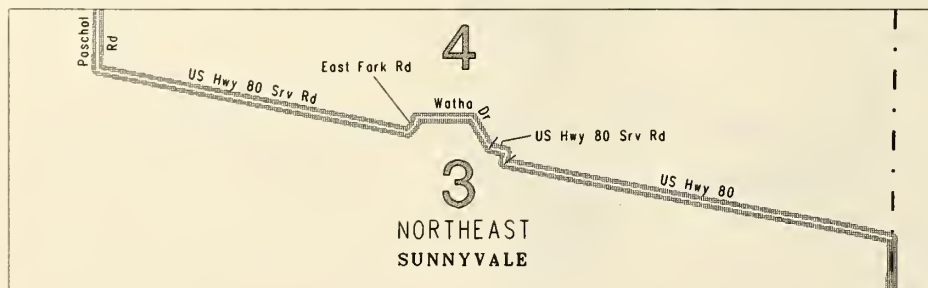 Paschal
Rd
US Hwy 80 Srv Rd
East Fork Rd
4
Watha Dr
US Hwy 80 Srv Rd
3
US Hwy 80
NORTHEAST
SUNNYVALE